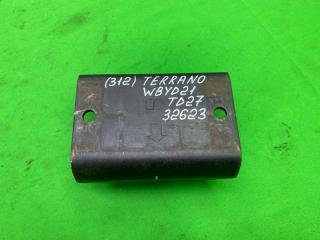 (312) TERRANO
WBYD21
TD27
32623